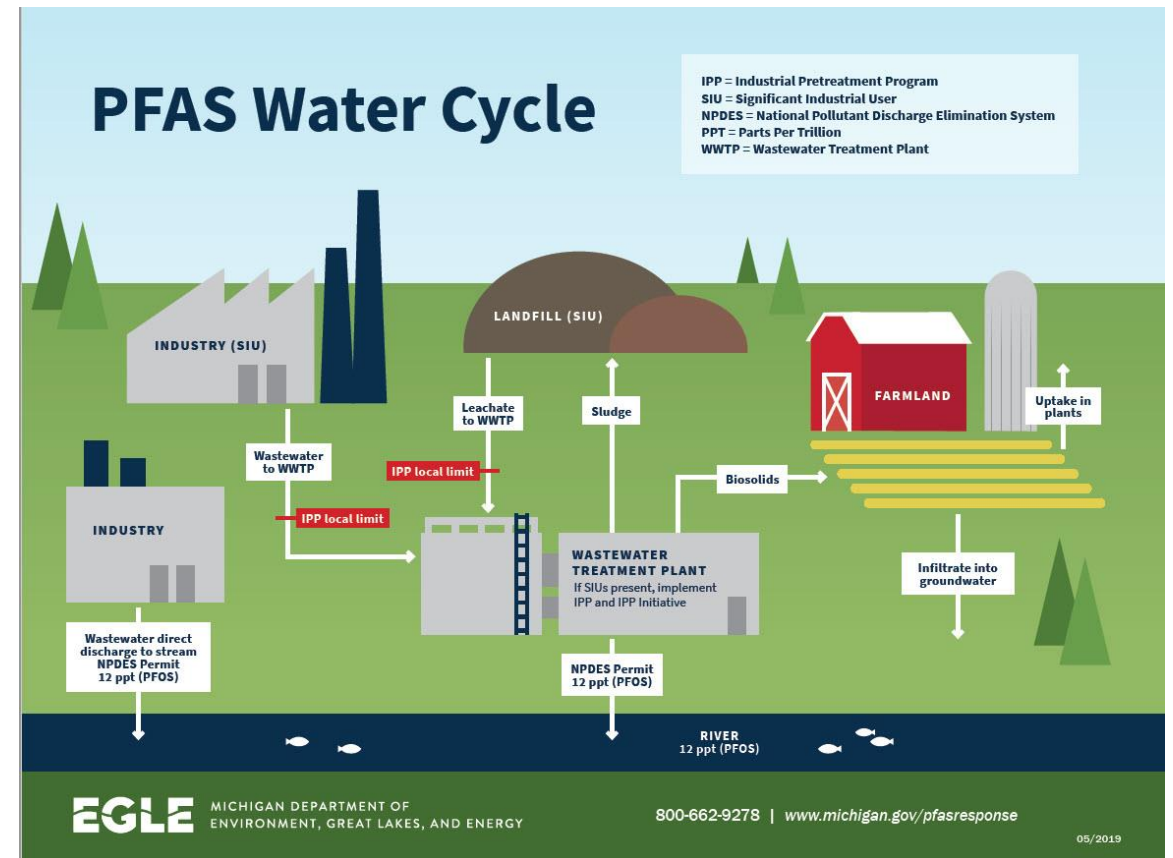 PFAS Water Cycle
IPP = Industrial Pretreatment Program
SIU = Significant Industrial User
NPDES = National Pollutant Discharge Elimination System
PPT = Parts Per Trillion
WWTP = Wastewater Treatment Plant
INDUSTRY (SIU)
LANDFILL (SIU)
FARMLAND
Uptake in
plants
Leachate
to WWTP
Sludge
Wastewater
to WWTP
IPP local limit
Biosolids
IPP local limit
INDUSTRY
WASTEWATER
TREATMENT PLANT
If SIUs present, implement
IPP and IPP Initiative
Infiltrate into
groundwater
Wastewater direct
discharge to stream
NPDES Permit
12 ppt (PFOS)
NPDES Permit
12 ppt (PFOS)
RIVER
12 ppt (PFOS)
EGLE
MICHIGAN DEPARTMENT OF
ENVIRONMENT, GREAT LAKES, AND ENERGY
800-662-9278 | www.michigan.gov/pfasresponse
05/2019